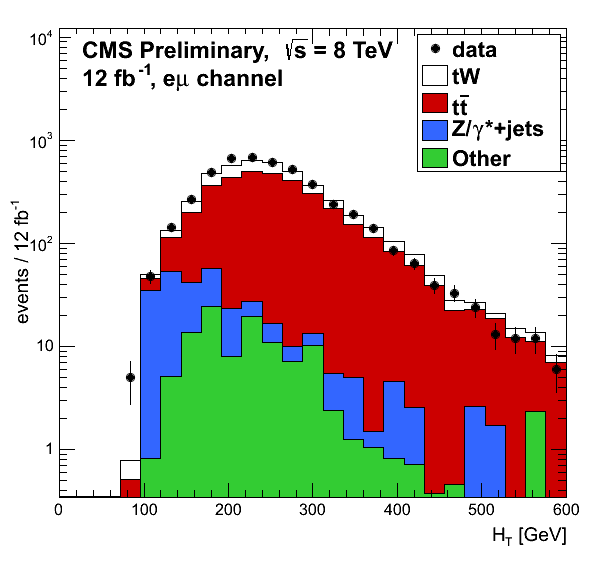 CMS Preliminary, √s = 8 TeV
12 fb⁻¹, eμ channel
data
tW
tt̄
Z/γ*+jets
Other
events / 12 fb⁻¹
10⁴
10³
10²
10
1
0 100 200 300 400 500 600
H_T [GeV]